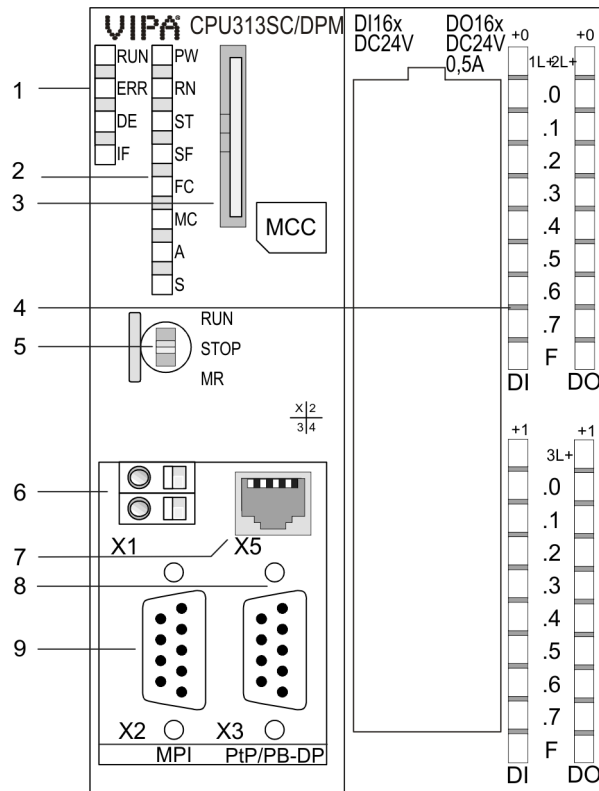 VIPA CPU313SC/DPM
DI16x DC24V
DO16x DC24V 0,5A
RUN
ERR
DE
IF
PW
RN
ST
SF
FC
MC
A
S
MCC
RUN
STOP
MR
X 2
3 4
X1
X5
X2
X3
MPI
PtP/PB-DP
1
2
3
4
5
6
7
8
9
+0 +0
1L+ 2L+
.0
.1
.2
.3
.4
.5
.6
.7
F
DI DO
+1 +1
3L+
.0
.1
.2
.3
.4
.5
.6
.7
F
DI DO